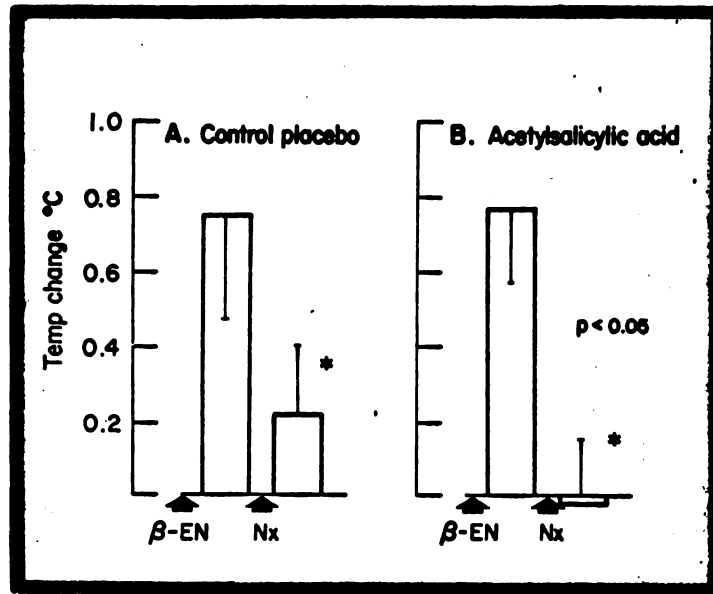 A. Control placebo
B. Acetylsalicylic acid
Temp change °C
1.0
0.8
0.6
0.4
0.2
*
p < 0.05
*
β-EN
Nx
β-EN
Nx